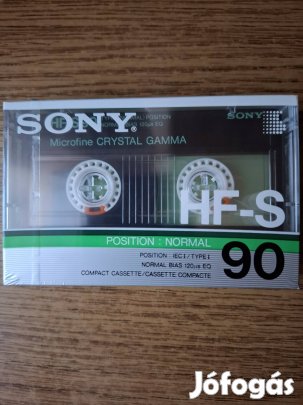 SONY
SONY
Microfine CRYSTAL GAMMA
HF-S
POSITION : NORMAL
POSITION : IEC I / TYPE I
NORMAL BIAS 120μs EQ
COMPACT CASSETTE/CASSETTE COMPACTE
90
Jófogás